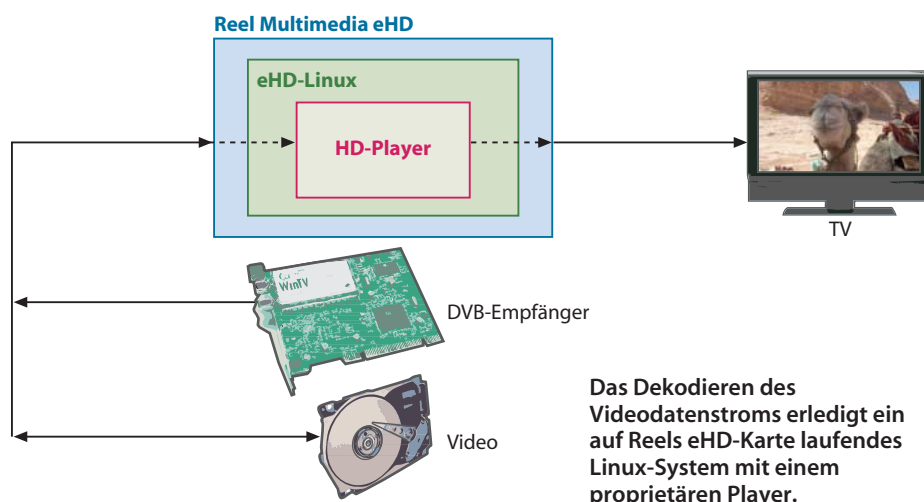 Reel Multimedia eHD
eHD-Linux
HD-Player
TV
WinTV
DVB-Empfänger
Video
Das Dekodieren des
Videodatenstroms erledigt ein
auf Reels eHD-Karte laufendes
Linux-System mit einem
proprietären Player.